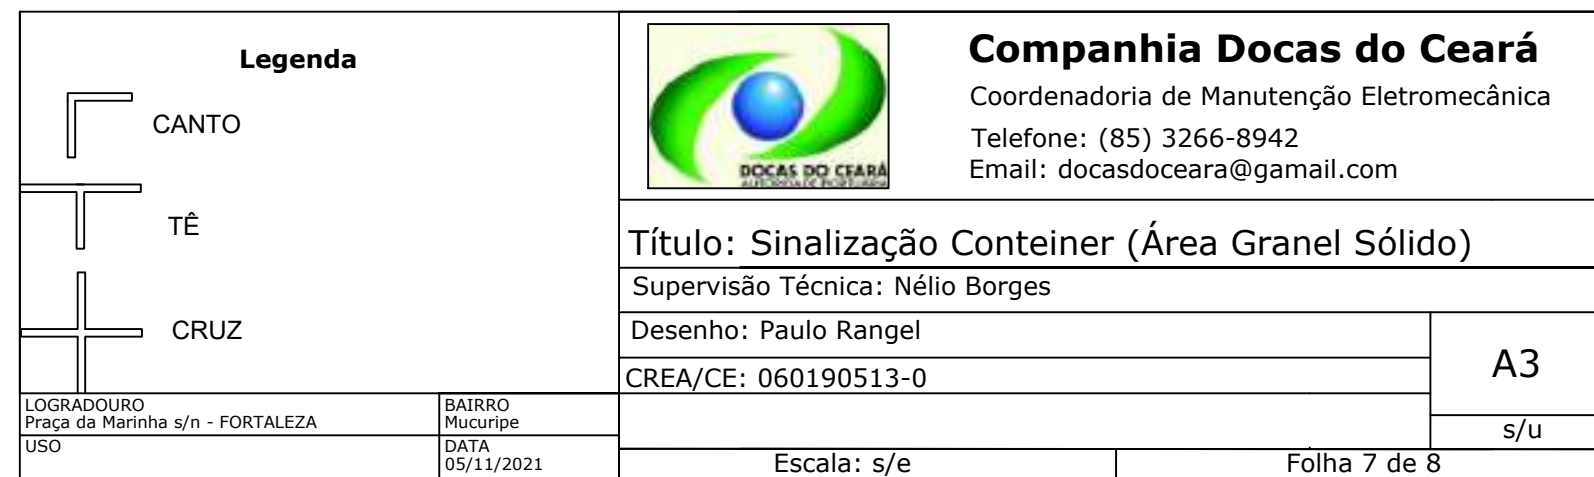 Legenda
CANTO
TÊ
CRUZ
LOGRADOURO
Praça da Marinha s/n - FORTALEZA
BAIRRO
Mucuripe
USO
DATA
05/11/2021
DOCAS DO CEARÁ
AUTORIDADE PORTUÁRIA
Companhia Docas do Ceará
Coordenadoria de Manutenção Eletromecânica
Telefone: (85) 3266-8942
Email: docasdoceara@gamail.com
Título: Sinalização Conteiner (Área Granel Sólido)
Supervisão Técnica: Nélio Borges
Desenho: Paulo Rangel
CREA/CE: 060190513-0
A3
s/u
Escala: s/e
Folha 7 de 8